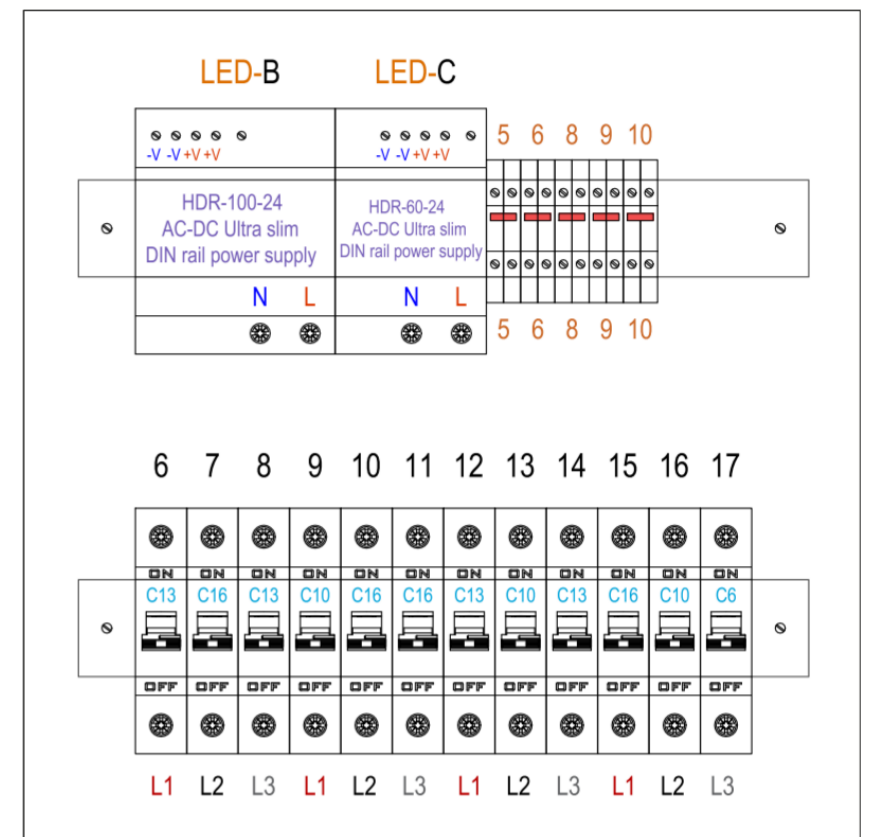 LED-B LED-C
5 6 8 9 10
-V -V +V +V
-V -V +V +V
HDR-100-24
AC-DC Ultra slim
DIN rail power supply
HDR-60-24
AC-DC Ultra slim
DIN rail power supply
N L
N L
5 6 8 9 10
6 7 8 9 10 11 12 13 14 15 16 17
ON ON ON ON ON ON ON ON ON ON ON ON
C13 C16 C13 C10 C16 C16 C13 C10 C13 C16 C10 C6
OFF OFF OFF OFF OFF OFF OFF OFF OFF OFF OFF OFF
L1 L2 L3 L1 L2 L3 L1 L2 L3 L1 L2 L3